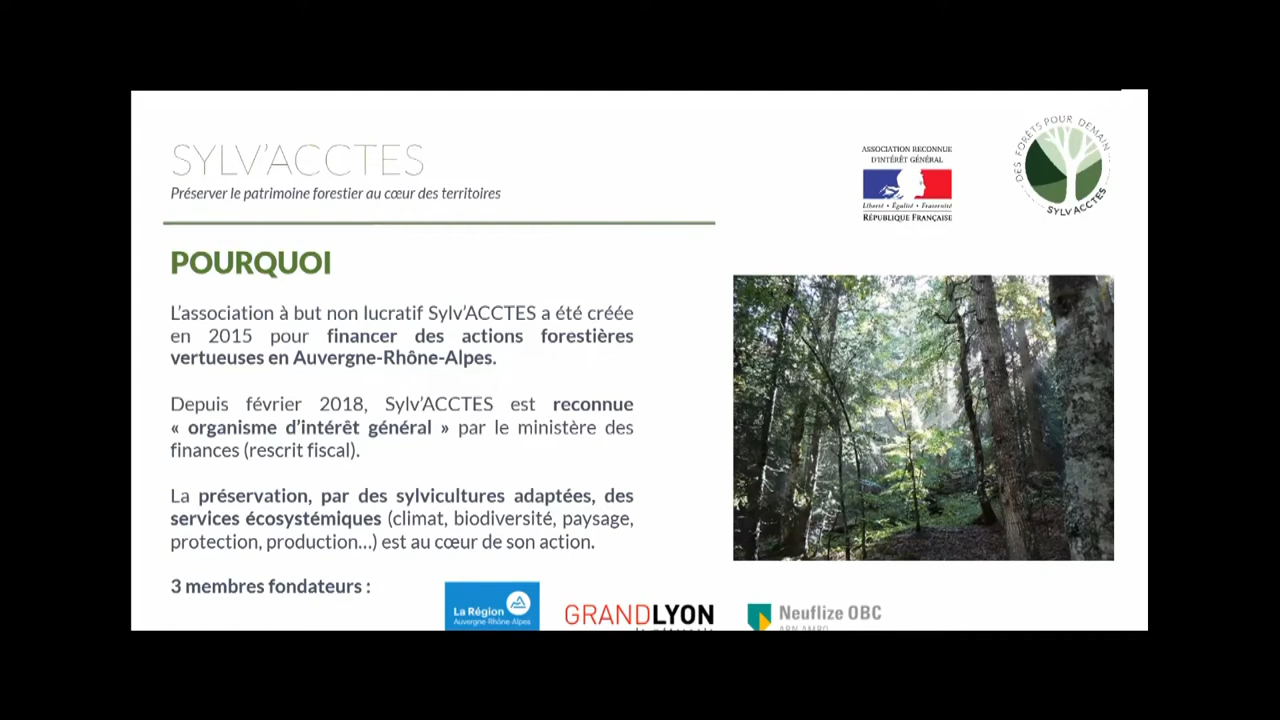 SYLV'ACCTES
Préserver le patrimoine forestier au cœur des territoires
ASSOCIATION RECONNUE
D'INTÉRÊT GÉNÉRAL
Liberté • Égalité • Fraternité
RÉPUBLIQUE FRANÇAISE
DES FORÊTS POUR DEMAIN
SYLV'ACCTES
POURQUOI
L'association à but non lucratif Sylv'ACCTES a été créée
en 2015 pour financer des actions forestières
vertueuses en Auvergne-Rhône-Alpes.
Depuis février 2018, Sylv'ACCTES est reconnue
« organisme d'intérêt général » par le ministère des
finances (rescrit fiscal).
La préservation, par des sylvicultures adaptées, des
services écosystémiques (climat, biodiversité, paysage,
protection, production...) est au cœur de son action.
3 membres fondateurs :
La Région
Auvergne-Rhône-Alpes
GRANDLYON
Neuflize OBC